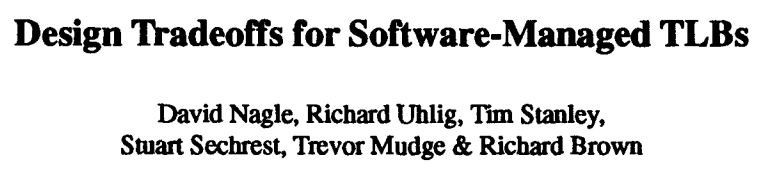 Design Tradeoffs for Software-Managed TLBs
David Nagle, Richard Uhlig, Tim Stanley,
Stuart Sechrest, Trevor Mudge & Richard Brown